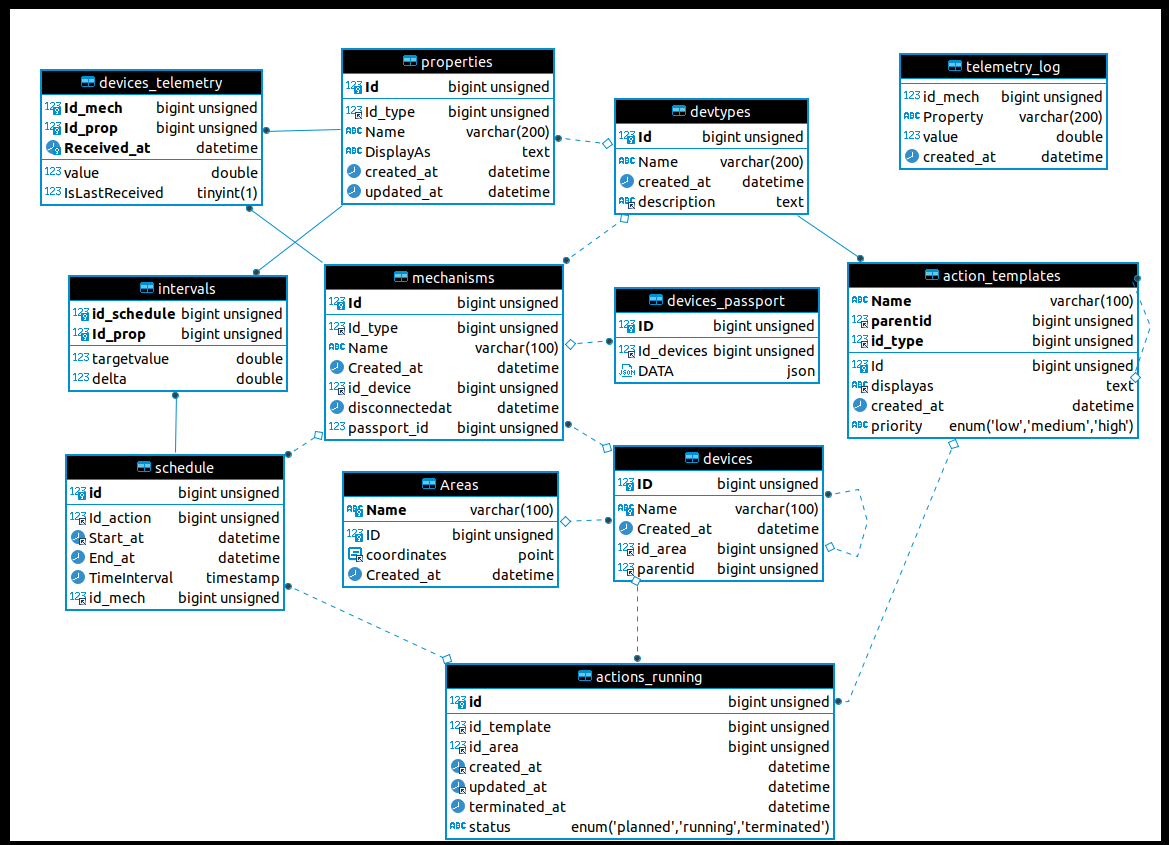 devices_telemetry
Id_mech bigint unsigned
Id_prop bigint unsigned
Received_at datetime
value double
IsLastReceived tinyint(1)
properties
Id bigint unsigned
Id_type bigint unsigned
Name varchar(200)
DisplayAs text
created_at datetime
updated_at datetime
devtypes
Id bigint unsigned
Name varchar(200)
created_at datetime
description text
telemetry_log
id_mech bigint unsigned
Property varchar(200)
value double
created_at datetime
intervals
id_schedule bigint unsigned
Id_prop bigint unsigned
targetvalue double
delta double
mechanisms
Id bigint unsigned
Id_type bigint unsigned
Name varchar(100)
Created_at datetime
id_device bigint unsigned
disconnectedat datetime
passport_id bigint unsigned
devices_passport
ID bigint unsigned
Id_devices bigint unsigned
DATA json
action_templates
Name varchar(100)
parentid bigint unsigned
id_type bigint unsigned
Id bigint unsigned
displayas text
created_at datetime
priority enum('low','medium','high')
schedule
id bigint unsigned
Id_action bigint unsigned
Start_at datetime
End_at datetime
TimeInterval timestamp
id_mech bigint unsigned
Areas
Name varchar(100)
ID bigint unsigned
coordinates point
Created_at datetime
devices
ID bigint unsigned
Name varchar(100)
Created_at datetime
id_area bigint unsigned
parentid bigint unsigned
actions_running
id bigint unsigned
id_template bigint unsigned
id_area bigint unsigned
created_at datetime
updated_at datetime
terminated_at datetime
status enum('planned','running','terminated')